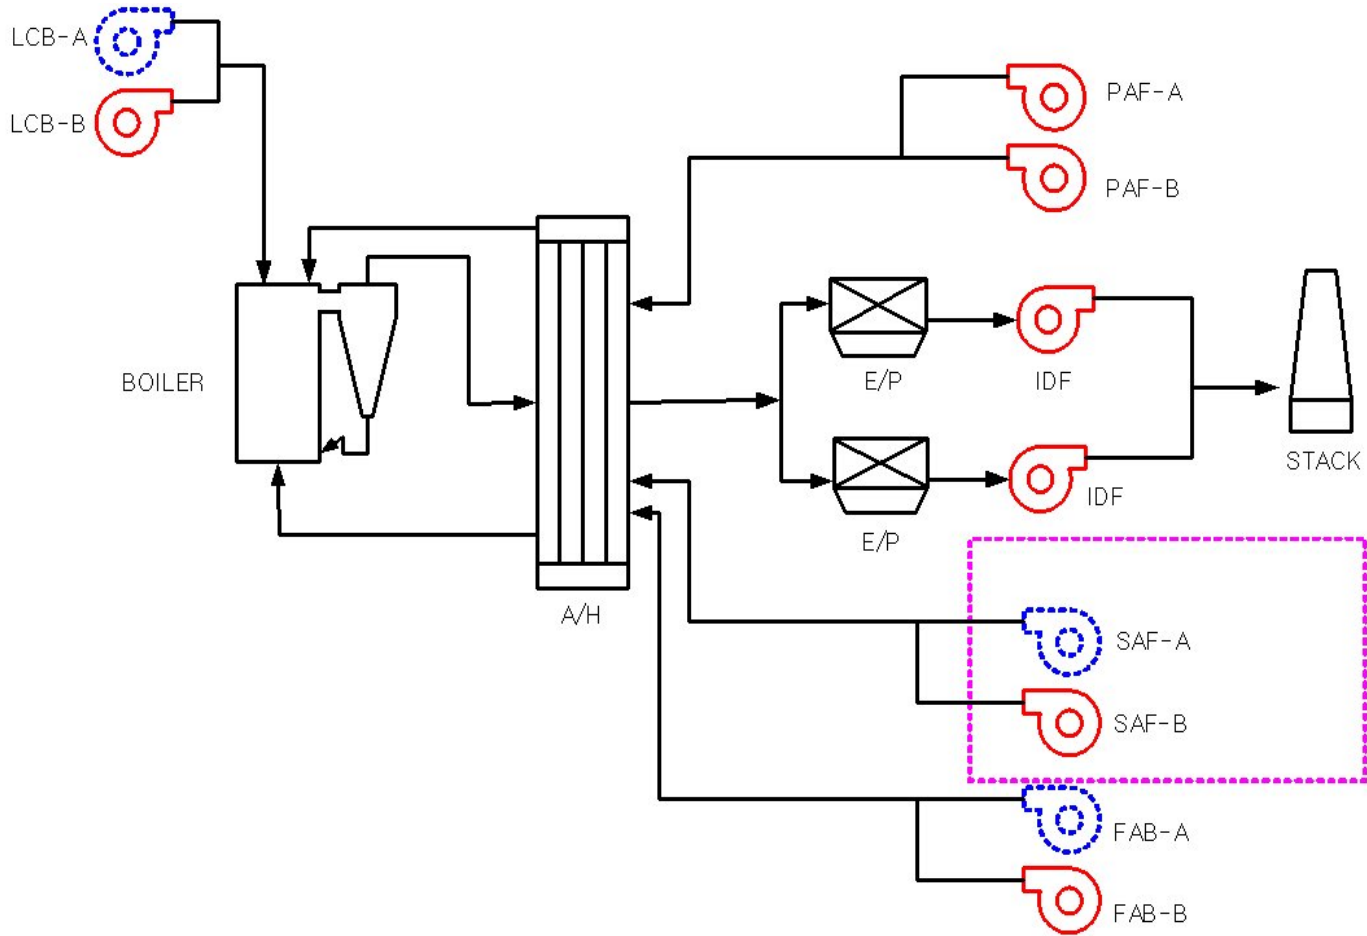 LCB-A
LCB-B
PAF-A
PAF-B
BOILER
E/P
IDF
STACK
IDF
E/P
A/H
SAF-A
SAF-B
FAB-A
FAB-B